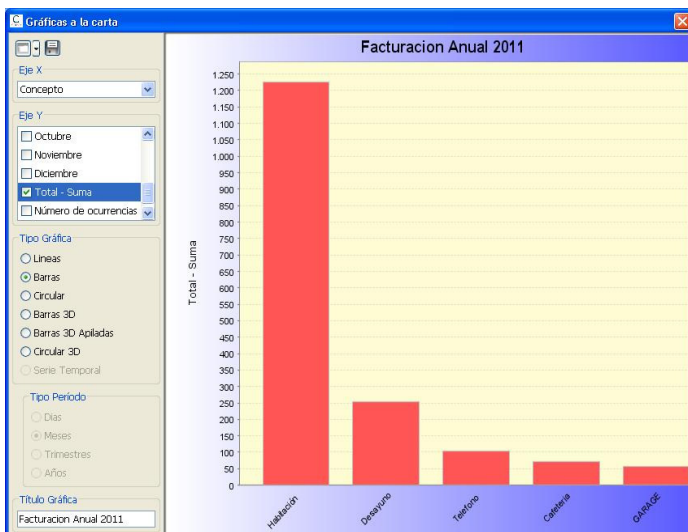 Gráficas a la carta
Eje X
Concepto
Eje Y
Octubre
Noviembre
Diciembre
Total - Suma
Número de ocurrencias
Tipo Gráfica
Lineas
Barras
Circular
Barras 3D
Barras 3D Apiladas
Circular 3D
Serie Temporal
Tipo Período
Dias
Meses
Trimestres
Años
Título Gráfica
Facturacion Anual 2011
Facturacion Anual 2011
1.250
1.200
1.150
1.100
1.050
1.000
950
900
850
800
750
700
650
600
550
500
450
400
350
300
250
200
150
100
50
0
Total - Suma
Habitación
Desayuno
Telefono
Cafeteria
GARAGE